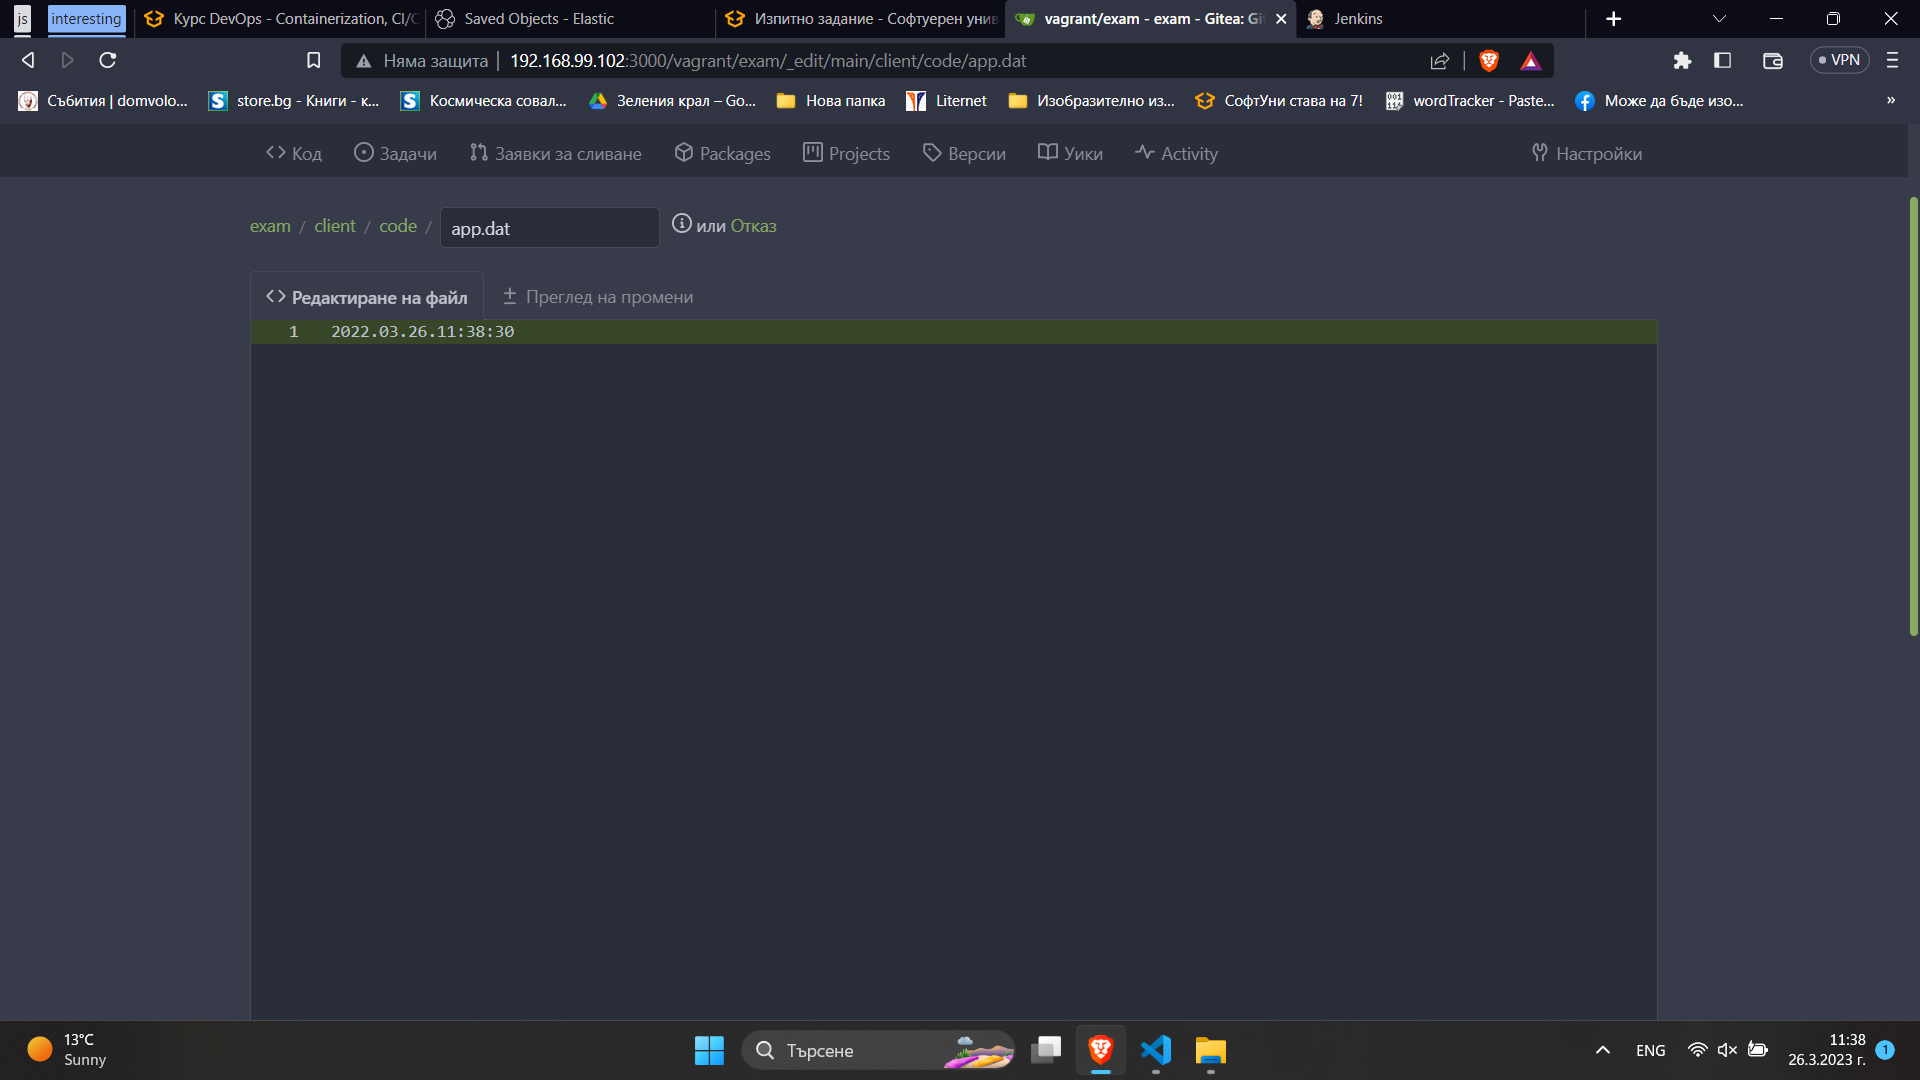 js
interesting
Курс DevOps - Containerization, CI/C
Saved Objects - Elastic
Изпитно задание - Софтуерен унив
vagrant/exam - exam - Gitea: Gi
Jenkins
Няма защита
192.168.99.102:3000/vagrant/exam/_edit/main/client/code/app.dat
VPN
Събития | domvolo...
store.bg - Книги - к...
Космическа совал...
Зеления крал – Go...
Нова папка
Liternet
Изобразително из...
СофтУни става на 7!
wordTracker - Paste...
Може да бъде изо...
»
Код
Задачи
Заявки за сливане
Packages
Projects
Версии
Уики
Activity
Настройки
exam / client / code /
app.dat
или Отказ
Редактиране на файл
Преглед на промени
1 2022.03.26.11:38:30
13°C
Sunny
Търсене
ENG
11:38
26.3.2023 г.
1